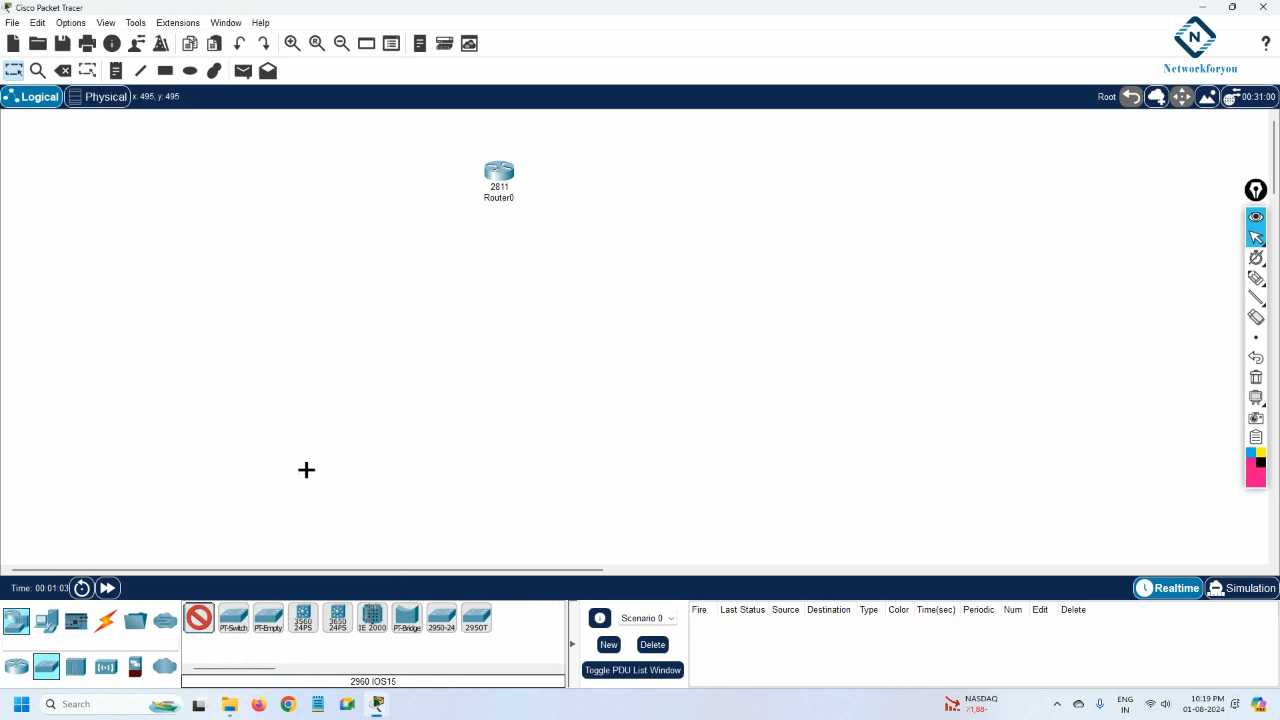 Cisco Packet Tracer
File Edit Options View Tools Extensions Window Help
N
Networkforyou
Logical Physical x: 495, y: 495
Root 00:31:00
2811
Router0
Time: 00:01:03
Realtime Simulation
PT-Switch PT-Empty 3560 24PS 3650 24PS IE 2000 PT-Bridge 2950-24 2950T
2960 IOS15
Scenario 0
New Delete
Toggle PDU List Window
Fire Last Status Source Destination Type Color Time(sec) Periodic Num Edit Delete
Search
NASDAQ
-1.88%
ENG
IN
10:19 PM
01-08-2024